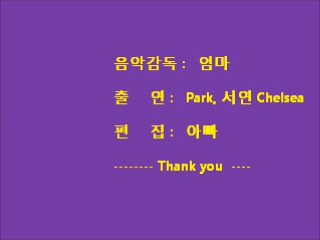 음악감독 : 엄마
출 연 : Park, 서연 Chelsea
편 집 : 아빠
-------- Thank you ----